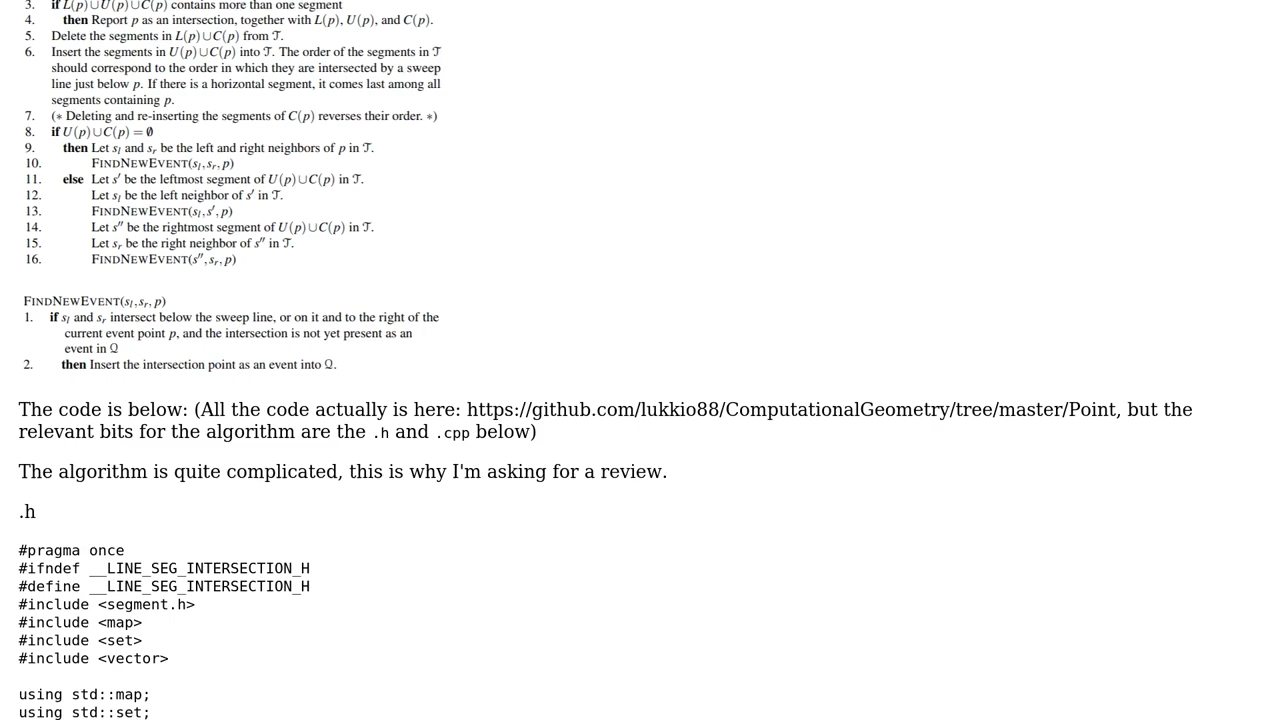 3. if L(p)∪U(p)∪C(p) contains more than one segment
4. then Report p as an intersection, together with L(p), U(p), and C(p).
5. Delete the segments in L(p)∪C(p) from 𝒯.
6. Insert the segments in U(p)∪C(p) into 𝒯. The order of the segments in 𝒯
should correspond to the order in which they are intersected by a sweep
line just below p. If there is a horizontal segment, it comes last among all
segments containing p.
7. (∗ Deleting and re-inserting the segments of C(p) reverses their order. ∗)
8. if U(p)∪C(p) = ∅
9. then Let sl and sr be the left and right neighbors of p in 𝒯.
10. FINDNEWEVENT(sl,sr,p)
11. else Let s′ be the leftmost segment of U(p)∪C(p) in 𝒯.
12. Let sl be the left neighbor of s′ in 𝒯.
13. FINDNEWEVENT(sl,s′,p)
14. Let s″ be the rightmost segment of U(p)∪C(p) in 𝒯.
15. Let sr be the right neighbor of s″ in 𝒯.
16. FINDNEWEVENT(s″,sr,p)
FINDNEWEVENT(sl,sr,p)
1. if sl and sr intersect below the sweep line, or on it and to the right of the
current event point p, and the intersection is not yet present as an
event in 𝒬
2. then Insert the intersection point as an event into 𝒬.
The code is below: (All the code actually is here: https://github.com/lukkio88/ComputationalGeometry/tree/master/Point, but the
relevant bits for the algorithm are the .h and .cpp below)
The algorithm is quite complicated, this is why I'm asking for a review.
.h
#pragma once
#ifndef __LINE_SEG_INTERSECTION_H
#define __LINE_SEG_INTERSECTION_H
#include <segment.h>
#include <map>
#include <set>
#include <vector>
using std::map;
using std::set;